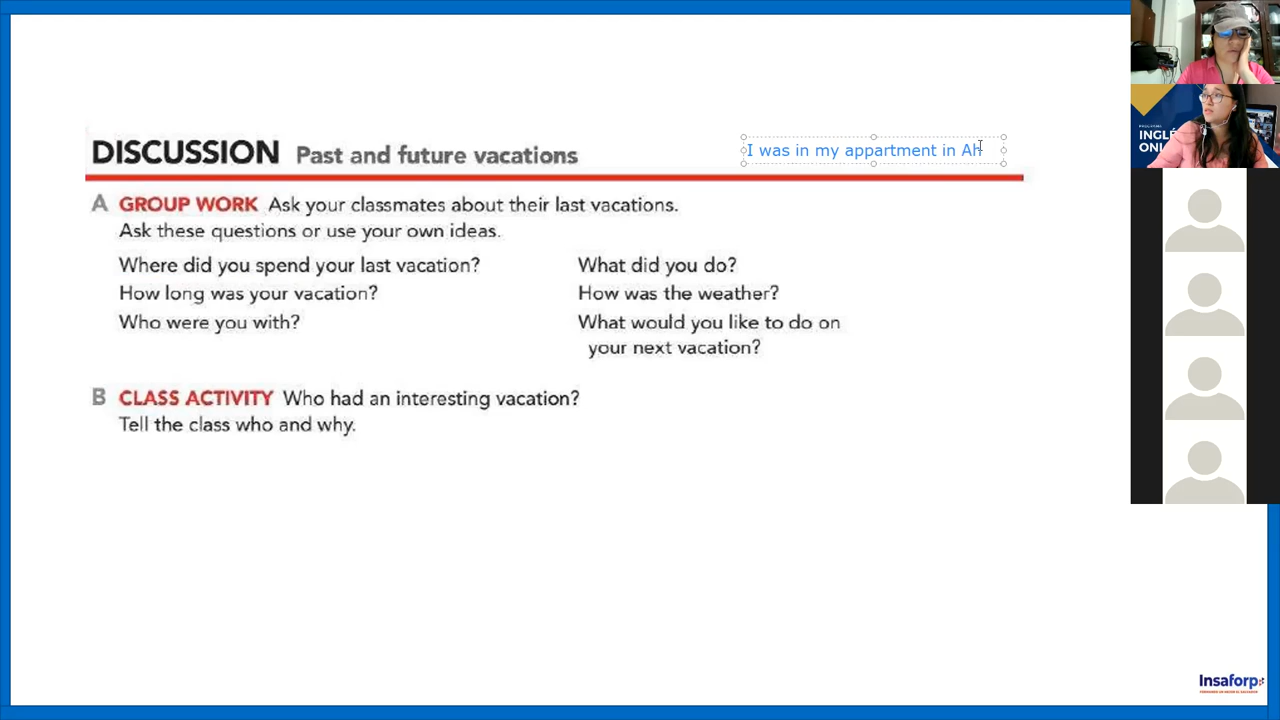 DISCUSSION Past and future vacations
I was in my appartment in Ah
A GROUP WORK Ask your classmates about their last vacations.
Ask these questions or use your own ideas.
Where did you spend your last vacation? What did you do?
How long was your vacation? How was the weather?
Who were you with? What would you like to do on
your next vacation?
B CLASS ACTIVITY Who had an interesting vacation?
Tell the class who and why.
Insaforp